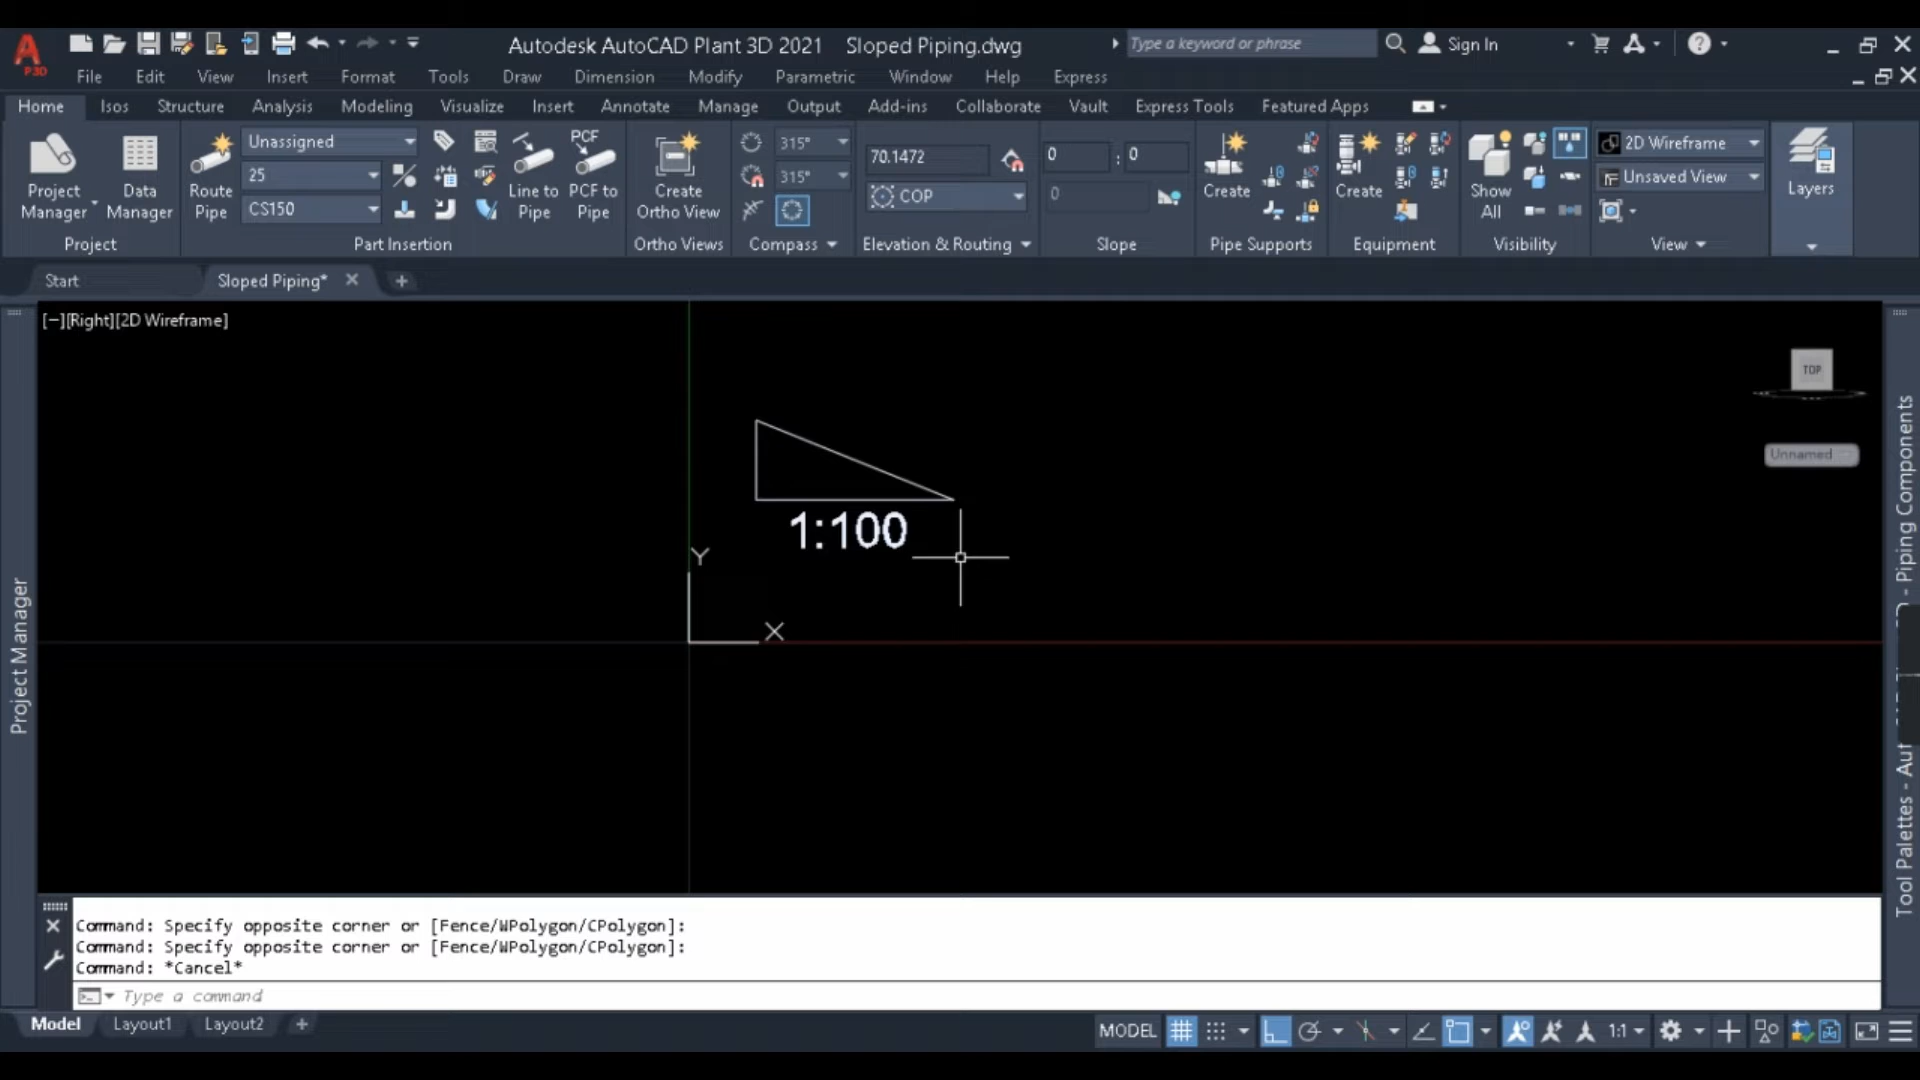 Autodesk AutoCAD Plant 3D 2021 Sloped Piping.dwg
Type a keyword or phrase
Sign In
P3D
File Edit View Insert Format Tools Draw Dimension Modify Parametric Window Help Express
Home Isos Structure Analysis Modeling Visualize Insert Annotate Manage Output Add-ins Collaborate Vault Express Tools Featured Apps
Project Manager
Data Manager
Project
Route Pipe
Unassigned
25
CS150
Line to Pipe
PCF
PCF to Pipe
Part Insertion
Create Ortho View
Ortho Views
315°
315°
Compass
70.1472
COP
Elevation & Routing
0 : 0
0
Slope
Create
Pipe Supports
Create
Equipment
Show All
Visibility
2D Wireframe
Unsaved View
View
Layers
Start
Sloped Piping*
[−][Right][2D Wireframe]
TOP
Unnamed
1:100
Y
X
Project Manager
- Piping Components
Tool Palettes - Aut
Command: Specify opposite corner or [Fence/WPolygon/CPolygon]:
Command: Specify opposite corner or [Fence/WPolygon/CPolygon]:
Command: *Cancel*
Type a command
Model Layout1 Layout2
MODEL
1:1